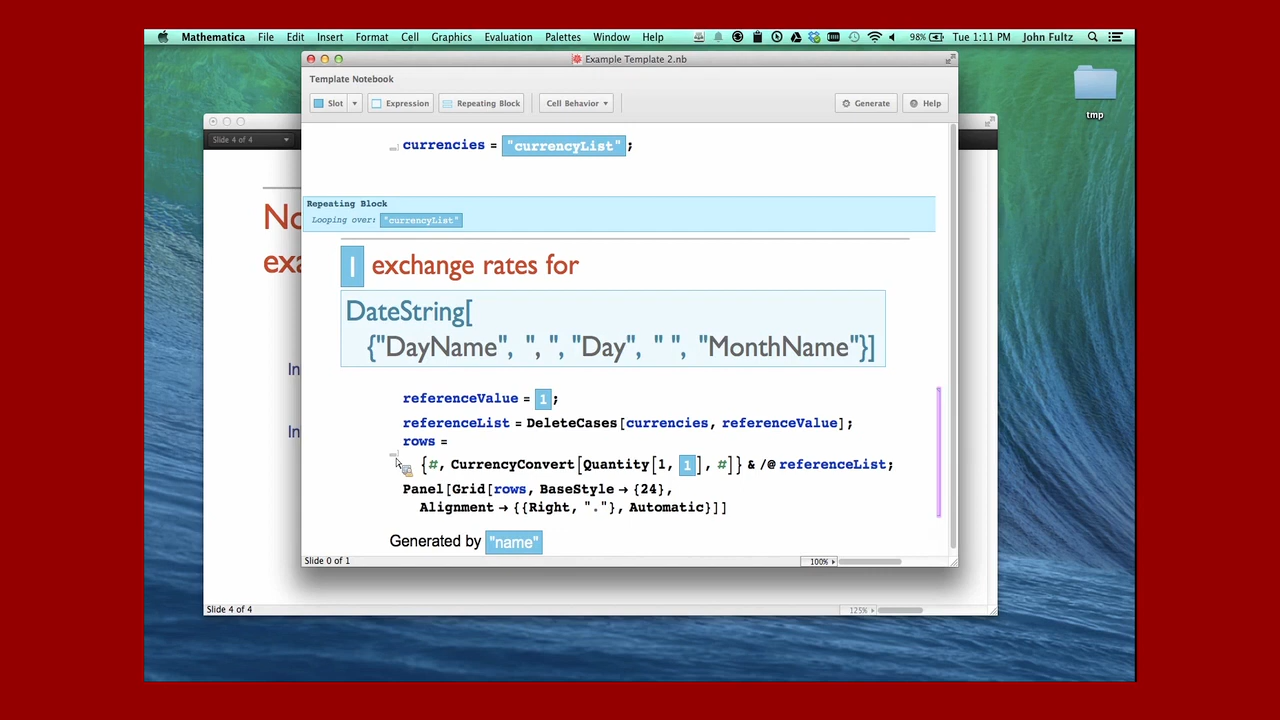 Mathematica File Edit Insert Format Cell Graphics Evaluation Palettes Window Help 98% Tue 1:11 PM John Fultz
Example Template 2.nb
Template Notebook
Slot Expression Repeating Block Cell Behavior Generate Help
tmp
Slide 4 of 4
currencies = "currencyList" ;
Repeating Block
Looping over: "currencyList"
No
exa
1 exchange rates for
DateString[
{"DayName", ", ", "Day", " ", "MonthName"}]
In
In
referenceValue = 1 ;
referenceList = DeleteCases[currencies, referenceValue];
rows =
{#, CurrencyConvert[Quantity[1, 1], #]} & /@ referenceList;
Panel[Grid[rows, BaseStyle → {24},
Alignment → {{Right, "."}, Automatic}]]
Generated by "name"
Slide 0 of 1 100%
Slide 4 of 4 125%